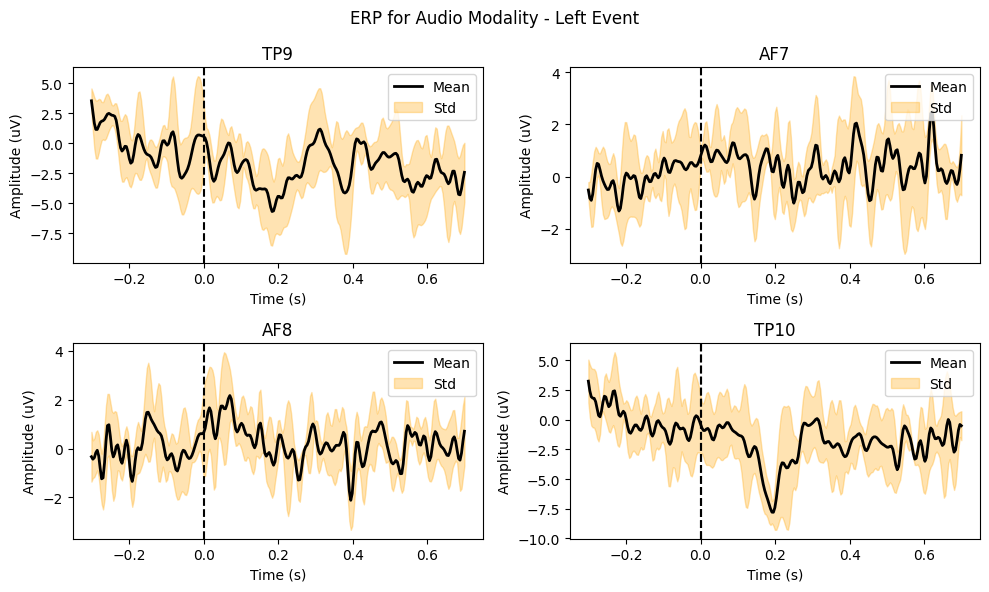 ERP for Audio Modality - Left Event
TP9
Amplitude (uV)
5.0
2.5
0.0
−2.5
−5.0
−7.5
Mean
Std
−0.2
0.0
0.2
0.4
0.6
Time (s)
AF7
Amplitude (uV)
4
2
0
−2
Mean
Std
−0.2
0.0
0.2
0.4
0.6
Time (s)
AF8
Amplitude (uV)
4
2
0
−2
Mean
Std
−0.2
0.0
0.2
0.4
0.6
Time (s)
TP10
Amplitude (uV)
5.0
2.5
0.0
−2.5
−5.0
−7.5
−10.0
Mean
Std
−0.2
0.0
0.2
0.4
0.6
Time (s)